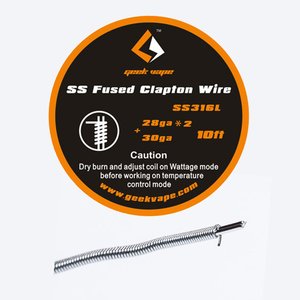 TM
geek vape
SS Fused Clapton Wire
SS316L
28ga * 2
+ 30ga
10ft
Caution
Dry burn and adjust coil on Wattage mode
before working on temperature
control mode
www.geekvape.com